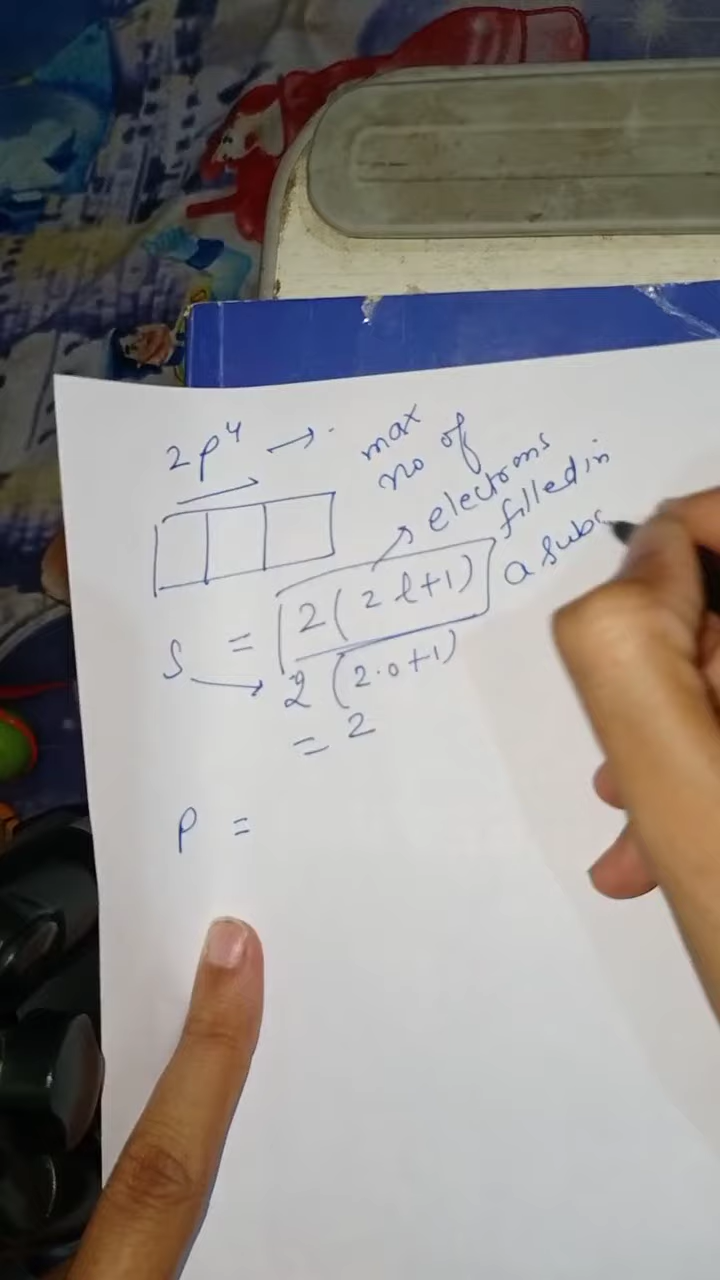 2p⁴ → max
no of
electrons
filled in
a subs
S = 2(2l+1)
2(2·0+1)
= 2
P =